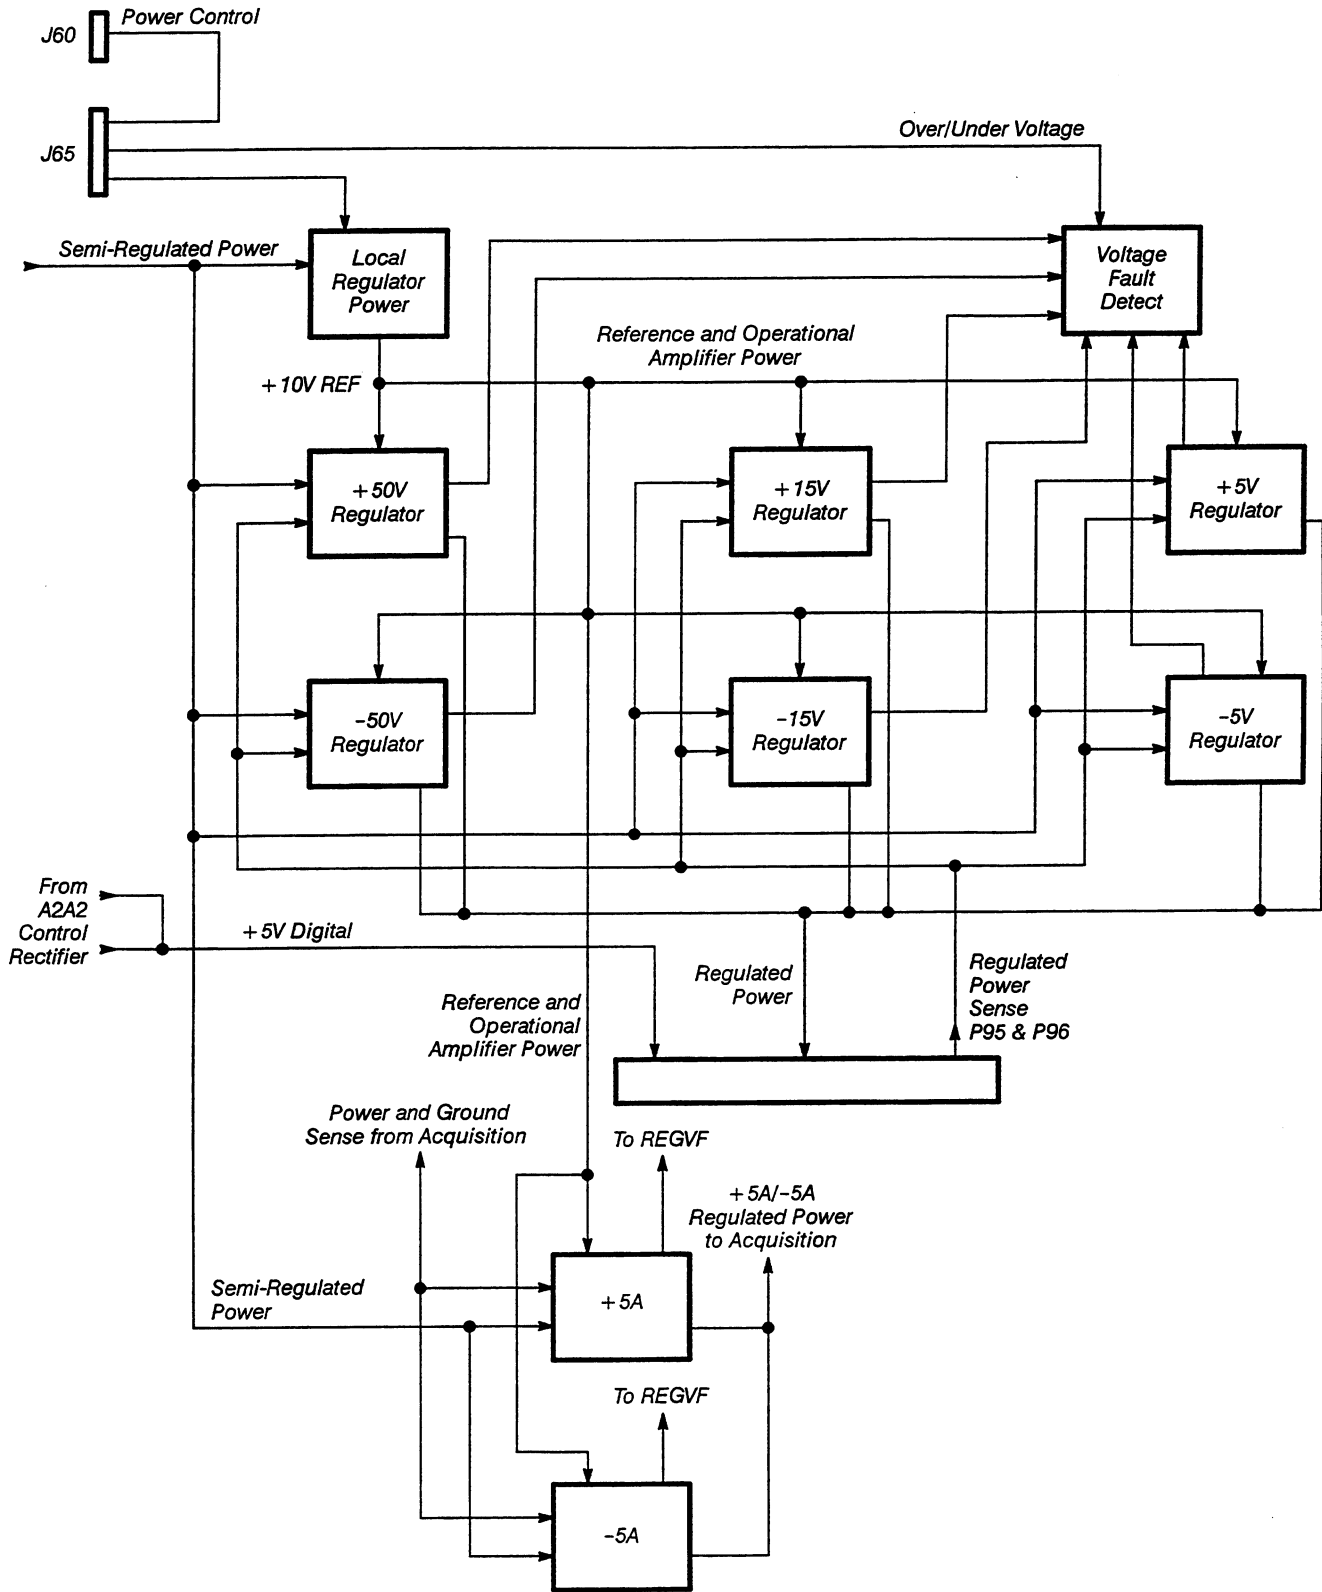 Power Control
J60
J65
Over/Under Voltage
Semi-Regulated Power
Local
Regulator
Power
Voltage
Fault
Detect
Reference and Operational
Amplifier Power
+10V REF
+50V
Regulator
+15V
Regulator
+5V
Regulator
-50V
Regulator
-15V
Regulator
-5V
Regulator
From
A2A2
Control
Rectifier
+5V Digital
Regulated
Power
Regulated
Power
Sense
P95 & P96
Reference and
Operational
Amplifier Power
Power and Ground
Sense from Acquisition
To REGVF
+5A/-5A
Regulated Power
to Acquisition
Semi-Regulated
Power
+5A
To REGVF
-5A